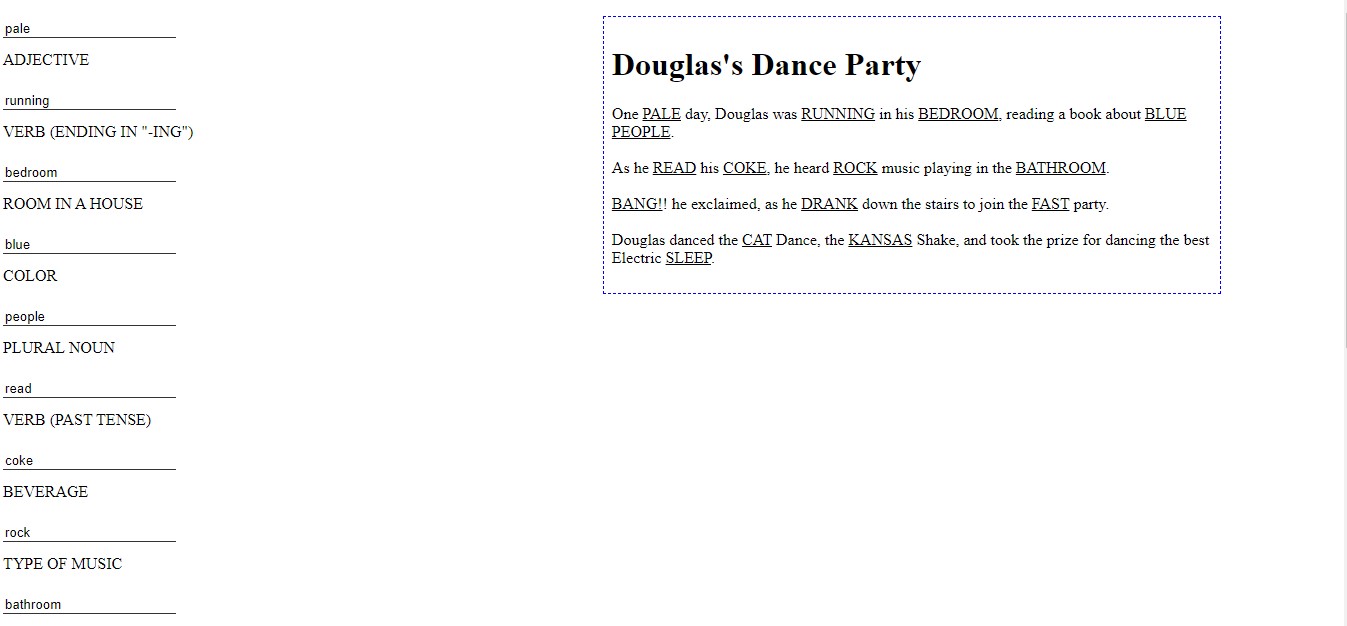 pale
ADJECTIVE
running
VERB (ENDING IN "-ING")
bedroom
ROOM IN A HOUSE
blue
COLOR
people
PLURAL NOUN
read
VERB (PAST TENSE)
coke
BEVERAGE
rock
TYPE OF MUSIC
bathroom
Douglas's Dance Party
One PALE day, Douglas was RUNNING in his BEDROOM, reading a book about BLUE
PEOPLE.
As he READ his COKE, he heard ROCK music playing in the BATHROOM.
BANG!! he exclaimed, as he DRANK down the stairs to join the FAST party.
Douglas danced the CAT Dance, the KANSAS Shake, and took the prize for dancing the best
Electric SLEEP.